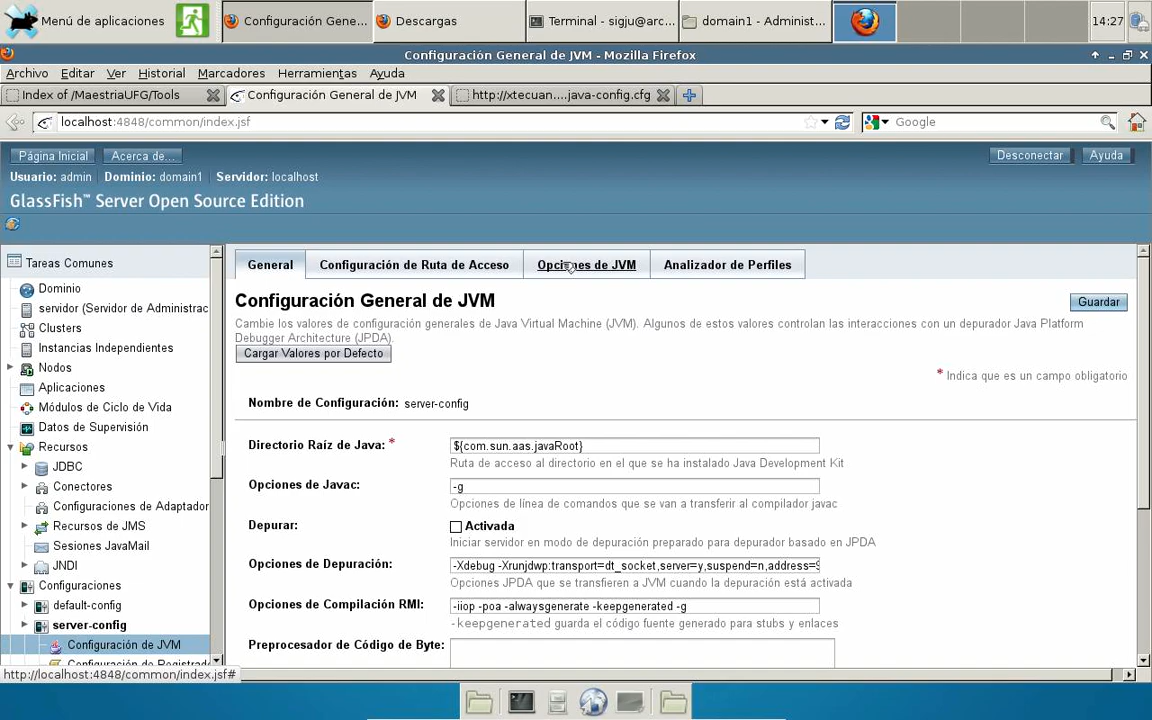 Menú de aplicaciones
Configuración Gene...
Descargas
Terminal - sigju@arc...
domain1 - Administ...
14:27
Configuración General de JVM - Mozilla Firefox
Archivo Editar Ver Historial Marcadores Herramientas Ayuda
Index of /MaestriaUFG/Tools
Configuración General de JVM
http://xtecuan....java-config.cfg
localhost:4848/common/index.jsf
Google
Página Inicial
Acerca de...
Desconectar
Ayuda
Usuario: admin Dominio: domain1 Servidor: localhost
GlassFish™ Server Open Source Edition
Tareas Comunes
Dominio
servidor (Servidor de Administrac
Clusters
Instancias Independientes
Nodos
Aplicaciones
Módulos de Ciclo de Vida
Datos de Supervisión
Recursos
JDBC
Conectores
Configuraciones de Adaptador
Recursos de JMS
Sesiones JavaMail
JNDI
Configuraciones
default-config
server-config
Configuración de JVM
Configuración de Registrado
General
Configuración de Ruta de Acceso
Opciones de JVM
Analizador de Perfiles
Configuración General de JVM
Guardar
Cambie los valores de configuración generales de Java Virtual Machine (JVM). Algunos de estos valores controlan las interacciones con un depurador Java Platform
Debugger Architecture (JPDA).
Cargar Valores por Defecto
* Indica que es un campo obligatorio
Nombre de Configuración: server-config
Directorio Raíz de Java: * ${com.sun.aas.javaRoot}
Ruta de acceso al directorio en el que se ha instalado Java Development Kit
Opciones de Javac: -g
Opciones de línea de comandos que se van a transferir al compilador javac
Depurar: Activada
Iniciar servidor en modo de depuración preparado para depurador basado en JPDA
Opciones de Depuración: -Xdebug -Xrunjdwp:transport=dt_socket,server=y,suspend=n,address=9
Opciones JPDA que se transfieren a JVM cuando la depuración está activada
Opciones de Compilación RMI: -iiop -poa -alwaysgenerate -keepgenerated -g
-keepgenerated guarda el código fuente generado para stubs y enlaces
Preprocesador de Código de Byte:
http://localhost:4848/common/index.jsf#